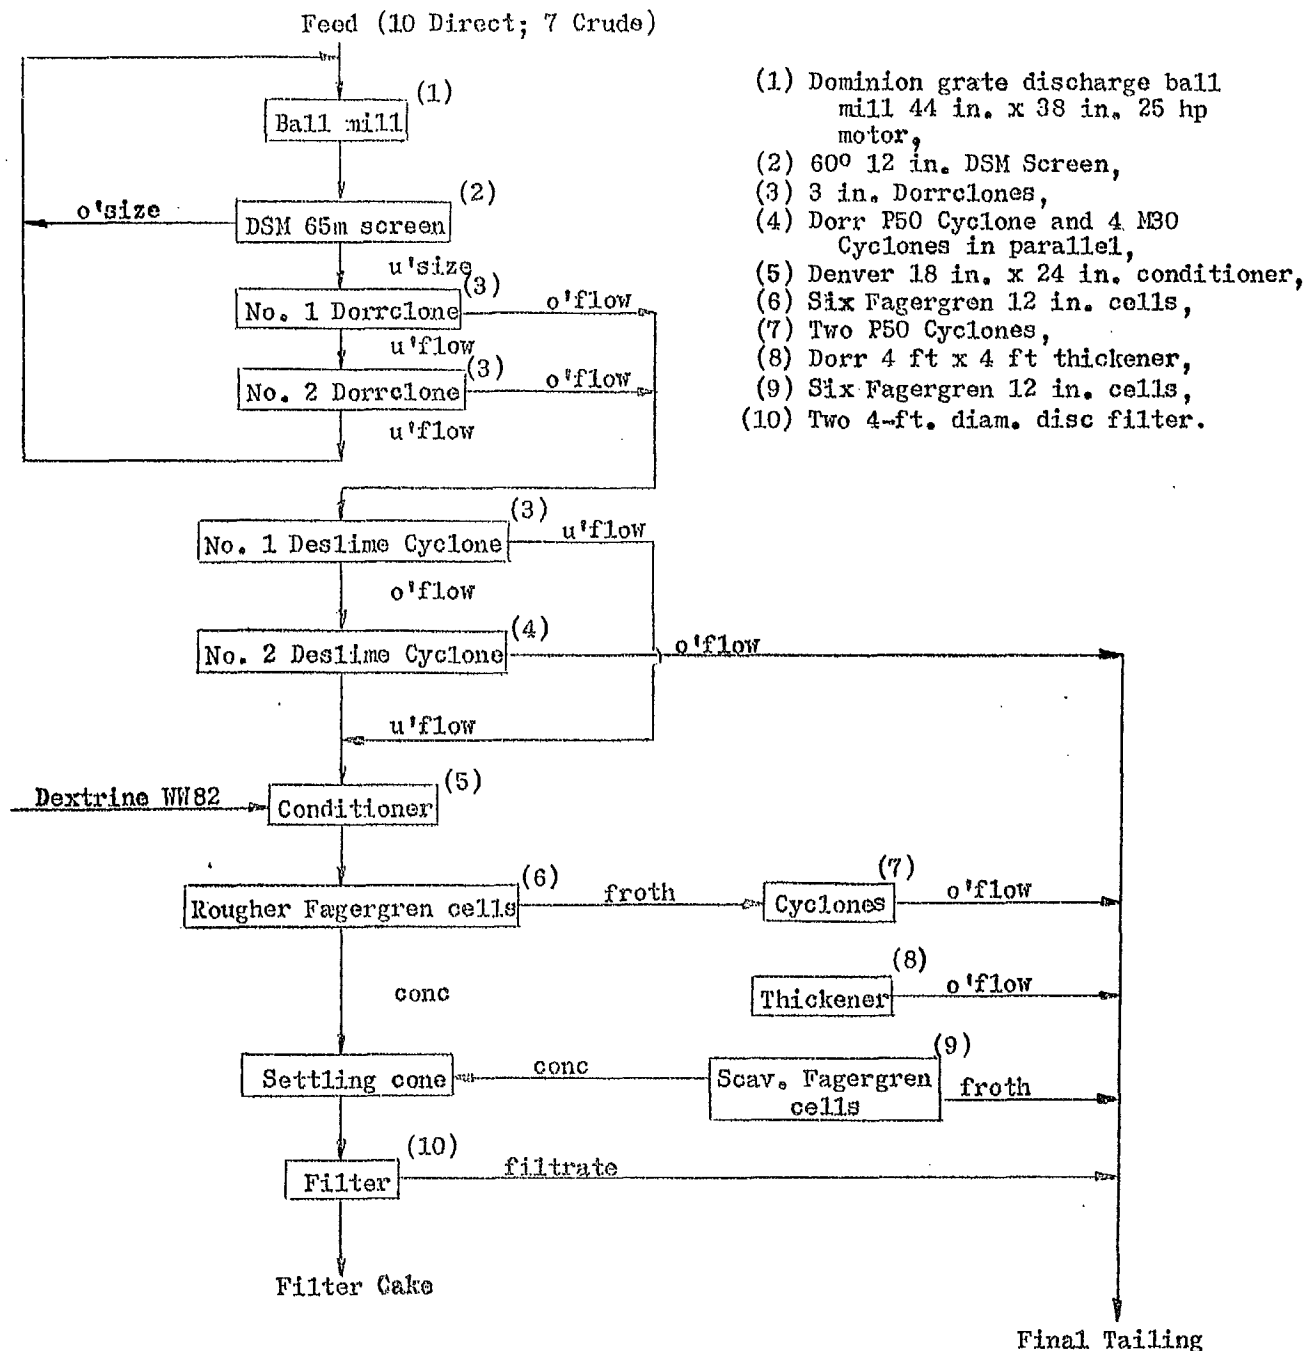 Feed (10 Direct; 7 Crude)
(1)
Ball mill
(2)
o'size
DSM 65m screen
u'size
(3)
No. 1 Dorrclone
o'flow
u'flow
(3)
No. 2 Dorrclone
o'flow
u'flow
(1) Dominion grate discharge ball
mill 44 in. x 38 in. 25 hp
motor,
(2) 60º 12 in. DSM Screen,
(3) 3 in. Dorrclones,
(4) Dorr P50 Cyclone and 4 M30
Cyclones in parallel,
(5) Denver 18 in. x 24 in. conditioner,
(6) Six Fagergren 12 in. cells,
(7) Two P50 Cyclones,
(8) Dorr 4 ft x 4 ft thickener,
(9) Six Fagergren 12 in. cells,
(10) Two 4-ft. diam. disc filter.
(3)
No. 1 Deslime Cyclone
u'flow
o'flow
(4)
No. 2 Deslime Cyclone
o'flow
u'flow
Dextrine WW82
(5)
Conditioner
(6)
Rougher Fagergren cells
froth
(7)
Cyclones
o'flow
conc
(8)
Thickener
o'flow
Settling cone
conc
(9)
Scav. Fagergren
cells
froth
(10)
Filter
filtrate
Filter Cake
Final Tailing